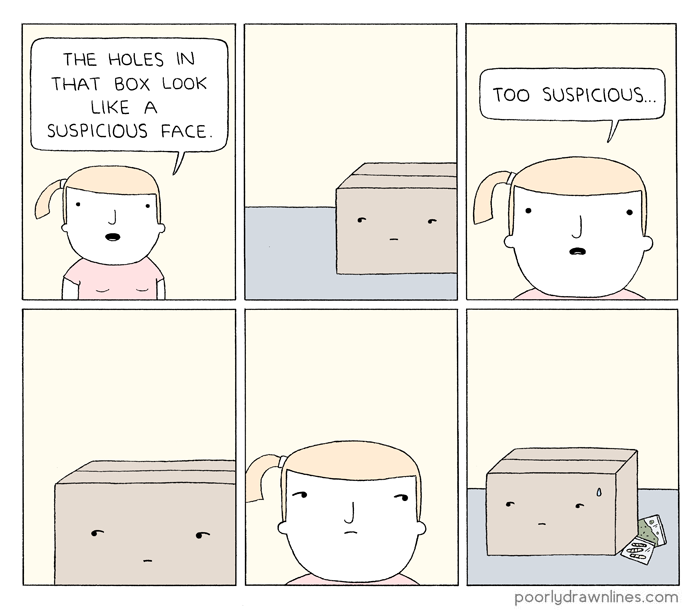 THE HOLES IN
THAT BOX LOOK
LIKE A
SUSPICIOUS FACE.
TOO SUSPICIOUS...
poorlydrawnlines.com